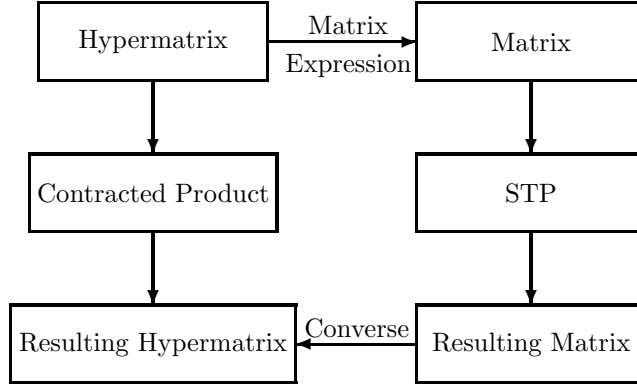 Hypermatrix
Matrix
Expression
Matrix
Contracted Product
STP
Resulting Hypermatrix
Converse
Resulting Matrix